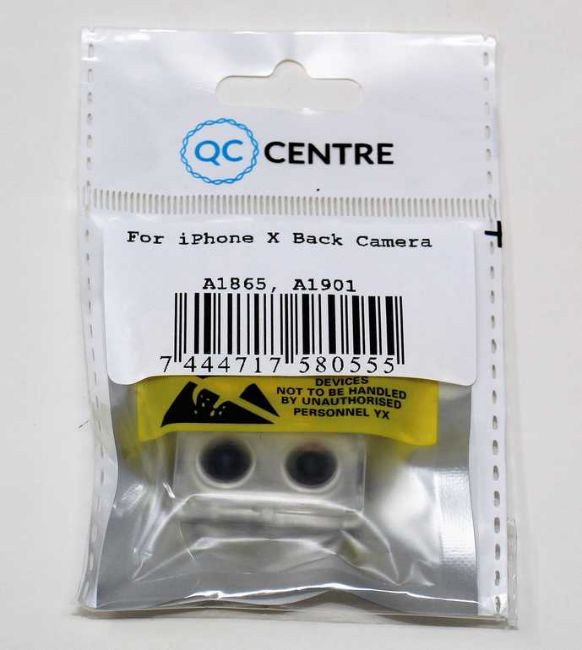 QC CENTRE
For iPhone X Back Camera
A1865, A1901
7 444717 580555
DEVICES
NOT TO BE HANDLED
BY UNAUTHORISED
PERSONNEL YX